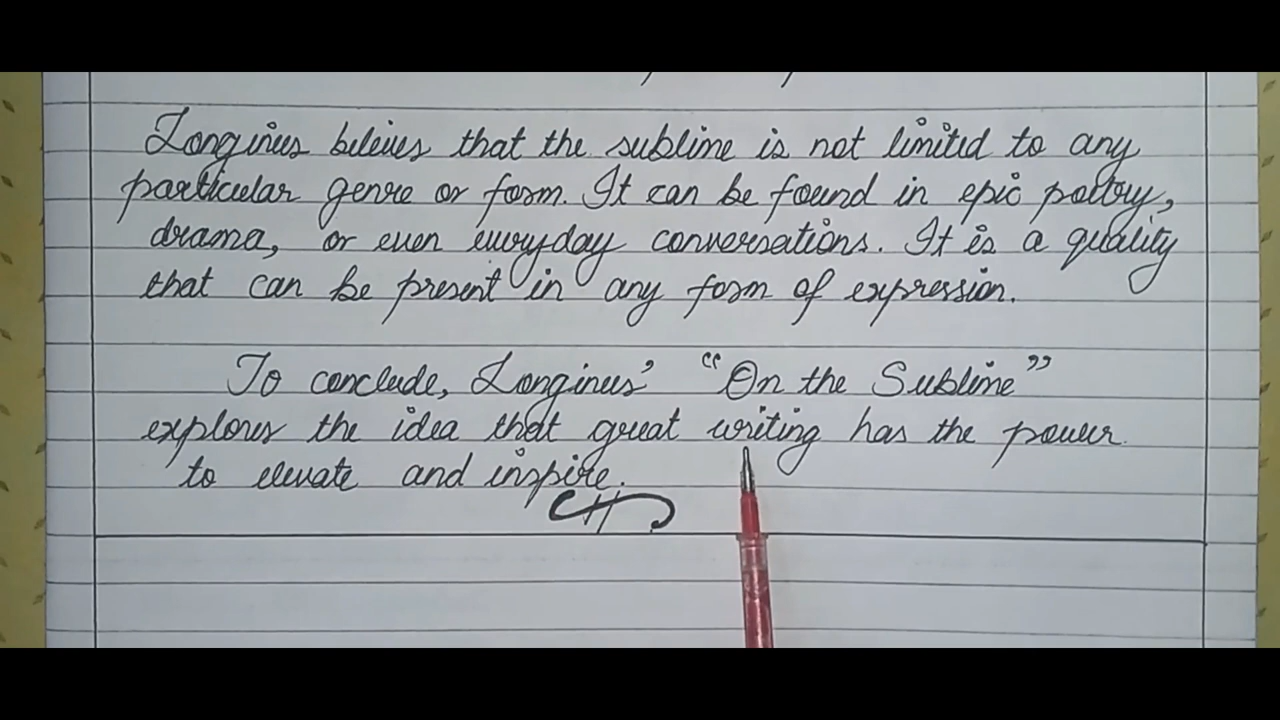 Longinus beleives that the sublime is not limited to any
particular genre or form. It can be found in epic poetry,
drama, or even everyday conversations. It is a quality
that can be present in any form of expression.
To conclude, Longinus' "On the Sublime"
explores the idea that great writing has the power
to elevate and inspire.